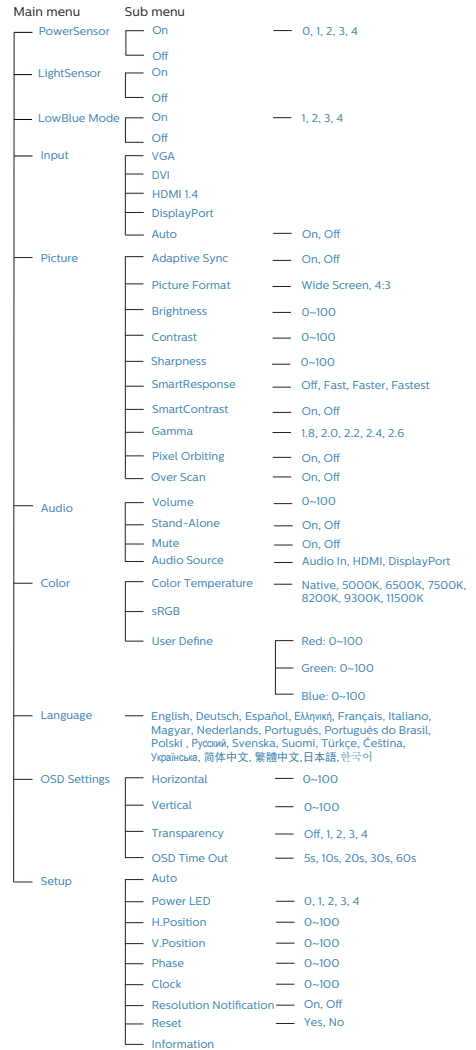 Main menu Sub menu
PowerSensor On 0, 1, 2, 3, 4
Off
LightSensor On
Off
LowBlue Mode On 1, 2, 3, 4
Off
Input VGA
DVI
HDMI 1.4
DisplayPort
Auto On, Off
Picture Adaptive Sync On, Off
Picture Format Wide Screen, 4:3
Brightness 0~100
Contrast 0~100
Sharpness 0~100
SmartResponse Off, Fast, Faster, Fastest
SmartContrast On, Off
Gamma 1.8, 2.0, 2.2, 2.4, 2.6
Pixel Orbiting On, Off
Over Scan On, Off
Audio Volume 0~100
Stand-Alone On, Off
Mute On, Off
Audio Source Audio In, HDMI, DisplayPort
Color Color Temperature Native, 5000K, 6500K, 7500K,
8200K, 9300K, 11500K
sRGB
User Define Red: 0~100
Green: 0~100
Blue: 0~100
Language English, Deutsch, Español, Ελληνική, Français, Italiano,
Magyar, Nederlands, Português, Português do Brasil,
Polski , Русский, Svenska, Suomi, Türkçe, Čeština,
Українська, 简体中文, 繁體中文,日本語,한국어
OSD Settings Horizontal 0~100
Vertical 0~100
Transparency Off, 1, 2, 3, 4
OSD Time Out 5s, 10s, 20s, 30s, 60s
Setup Auto
Power LED 0, 1, 2, 3, 4
H.Position 0~100
V.Position 0~100
Phase 0~100
Clock 0~100
Resolution Notification On, Off
Reset Yes, No
Information